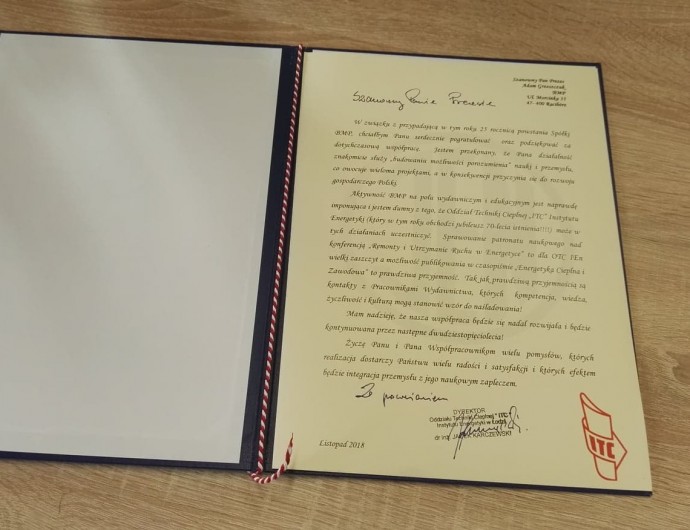 Szanowny Pan Prezes
Adam Grzeszczuk
BMP
Ul. Morawska 37
47-400 Racibórz
Szanowny Panie Prezesie
W związku z przypadającą w tym roku 25 rocznicą powstania Spółki
BMP, chciałbym Panu serdecznie pogratulować oraz podziękować za
dotychczasową współpracę. Jestem przekonany, że Pana działalność
znakomicie służy „budowaniu możliwości porozumienia" nauki i przemysłu,
co owocuje wieloma projektami, a w konsekwencji przyczynia się do rozwoju
gospodarczego Polski.
Aktywność BMP na polu wydawniczym i edukacyjnym jest naprawdę
imponująca i jestem dumny z tego, że Oddział Techniki Cieplnej „ITC" Instytutu
Energetyki (który w tym roku obchodzi jubileusz 70-lecia istnienia!!!) może w
tych działaniach uczestniczyć. Sprawowanie patronatu naukowego nad
konferencją „Remonty i Utrzymanie Ruchu w Energetyce" to dla OTC IEn
wielki zaszczyt a możliwość publikowania w czasopiśmie „Energetyka Cieplna i
Zawodowa" to prawdziwa przyjemność. Tak jak prawdziwą przyjemnością są
kontakty z Pracownikami Wydawnictwa, których kompetencja, wiedza,
życzliwość i kultura mogą stanowić wzór do naśladowania!
Mam nadzieję, że nasza współpraca będzie się nadal rozwijała i będzie
kontynuowana przez następne dwudziestopięciolecia!
Życzę Panu i Pana Współpracownikom wielu pomysłów, których
realizacja dostarczy Państwu wielu radości i satysfakcji i których efektem
będzie integracja przemysłu z jego naukowym zapleczem.
Z poważaniem
DYREKTOR
Oddziału Techniki Cieplnej "ITC"
Instytutu Energetyki w Łodzi
dr inż. JACEK KARCZEWSKI
Listopad 2018
ITC